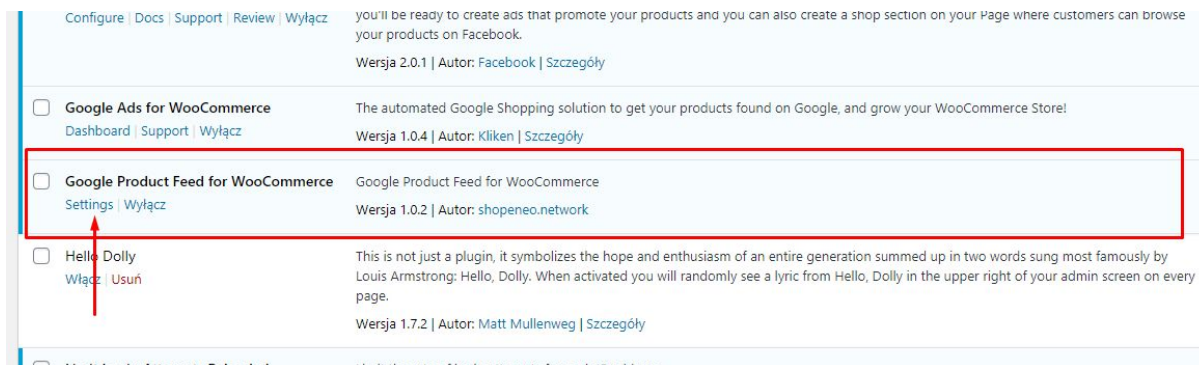 Configure | Docs | Support | Review | Wyłącz
you'll be ready to create ads that promote your products and you can also create a shop section on your Page where customers can browse
your products on Facebook.
Wersja 2.0.1 | Autor: Facebook | Szczegóły
Google Ads for WooCommerce
Dashboard | Support | Wyłącz
The automated Google Shopping solution to get your products found on Google, and grow your WooCommerce Store!
Wersja 1.0.4 | Autor: Kliken | Szczegóły
Google Product Feed for WooCommerce
Settings | Wyłącz
Google Product Feed for WooCommerce
Wersja 1.0.2 | Autor: shopeneo.network
Hello Dolly
Włącz | Usuń
This is not just a plugin, it symbolizes the hope and enthusiasm of an entire generation summed up in two words sung most famously by
Louis Armstrong: Hello, Dolly. When activated you will randomly see a lyric from Hello, Dolly in the upper right of your admin screen on every
page.
Wersja 1.7.2 | Autor: Matt Mullenweg | Szczegóły